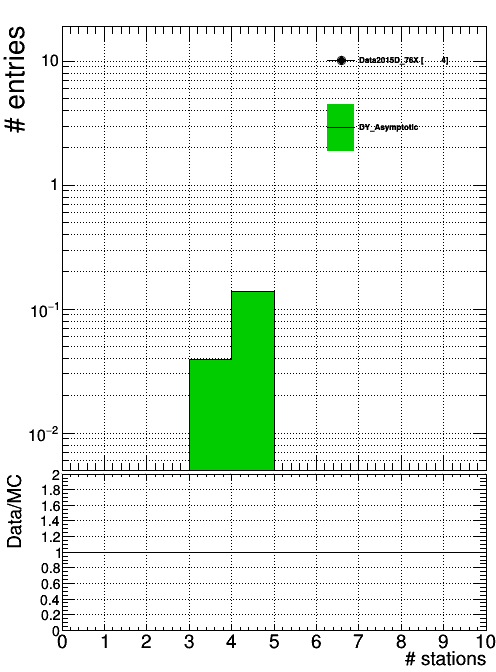 # entries
10
1
10⁻¹
10⁻²
Data2015D_76X [ 4]
DY_Asymptotic
Data/MC
2
1.8
1.6
1.4
1.2
1
0.8
0.6
0.4
0.2
0
0 1 2 3 4 5 6 7 8 9 10
# stations